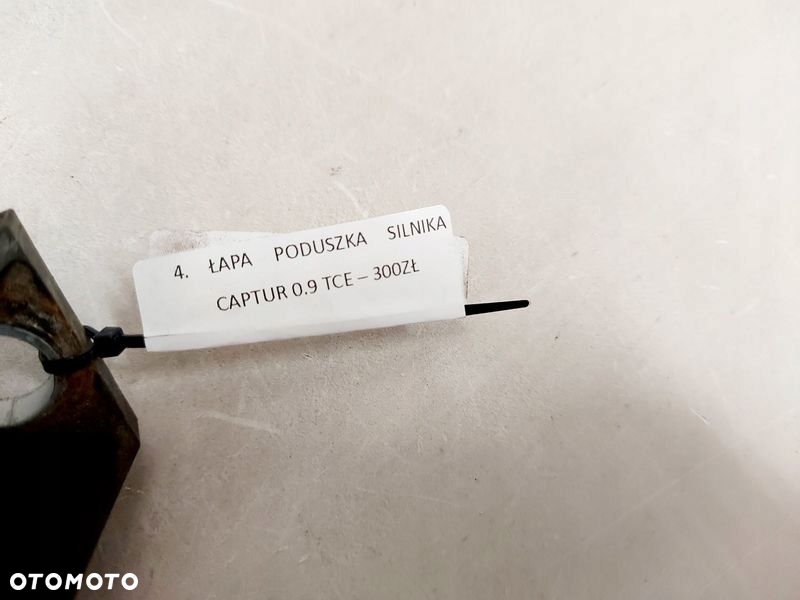 4. ŁAPA PODUSZKA SILNIKA
CAPTUR 0.9 TCE – 300ZŁ
OTOMOTO